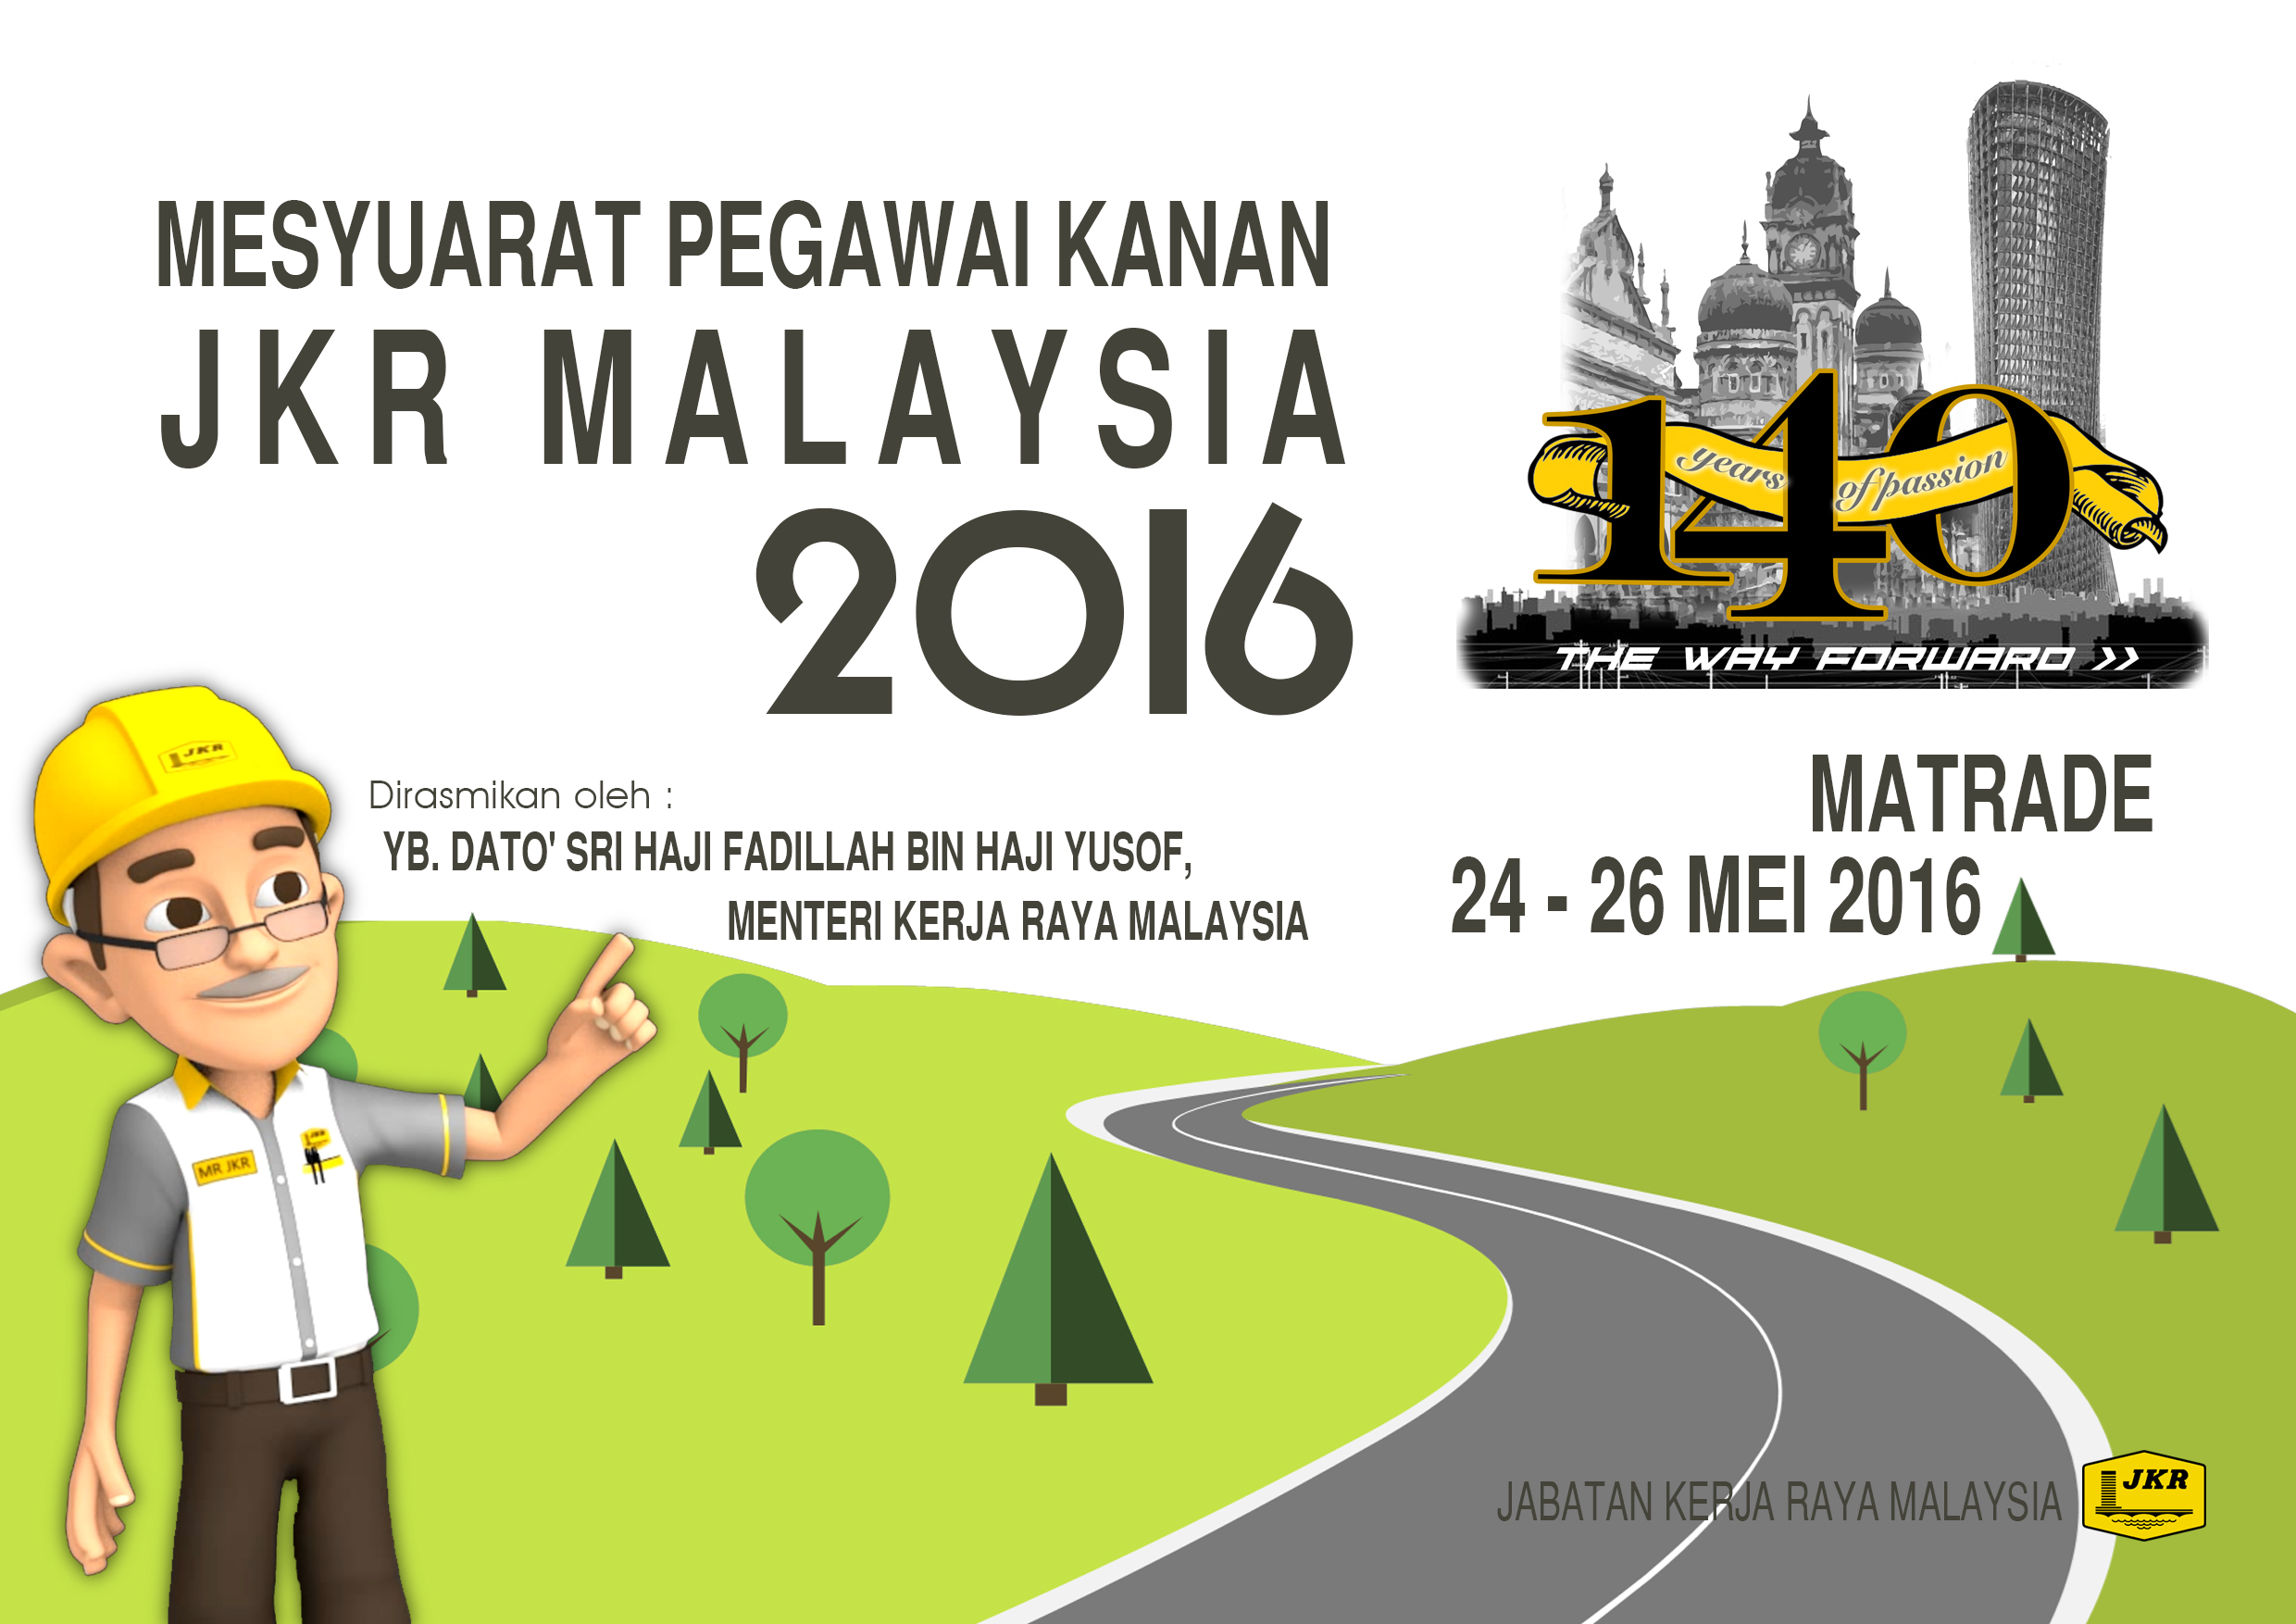 MESYUARAT PEGAWAI KANAN
JKR MALAYSIA
2016
140
years of passion
THE WAY FORWARD >>
Dirasmikan oleh :
YB. DATO' SRI HAJI FADILLAH BIN HAJI YUSOF,
MENTERI KERJA RAYA MALAYSIA
MATRADE
24 - 26 MEI 2016
JKR
MR JKR
JKR
JABATAN KERJA RAYA MALAYSIA
JKR